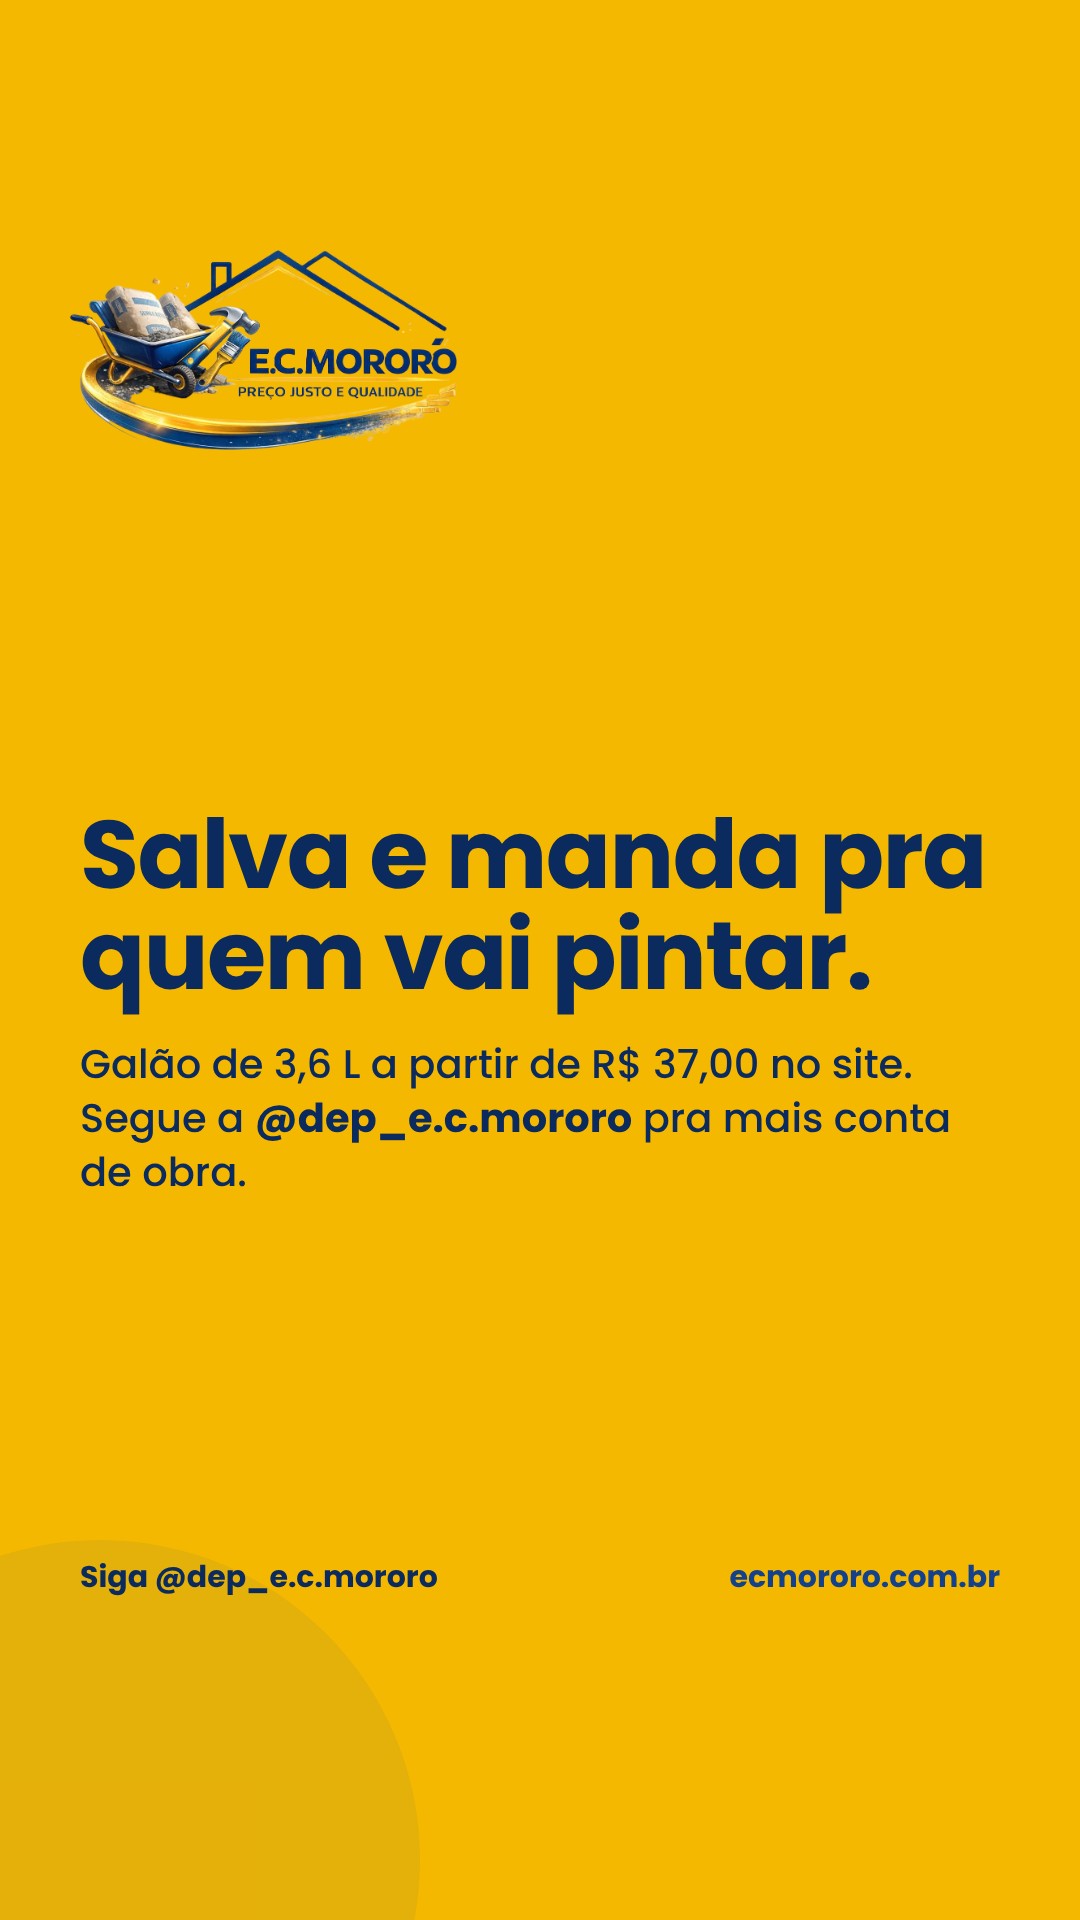 E.C.MORORÓ
PREÇO JUSTO E QUALIDADE
Salva e manda pra
quem vai pintar.
Galão de 3,6 L a partir de R$ 37,00 no site.
Segue a @dep_e.c.mororo pra mais conta
de obra.
Siga @dep_e.c.mororo
ecmororo.com.br